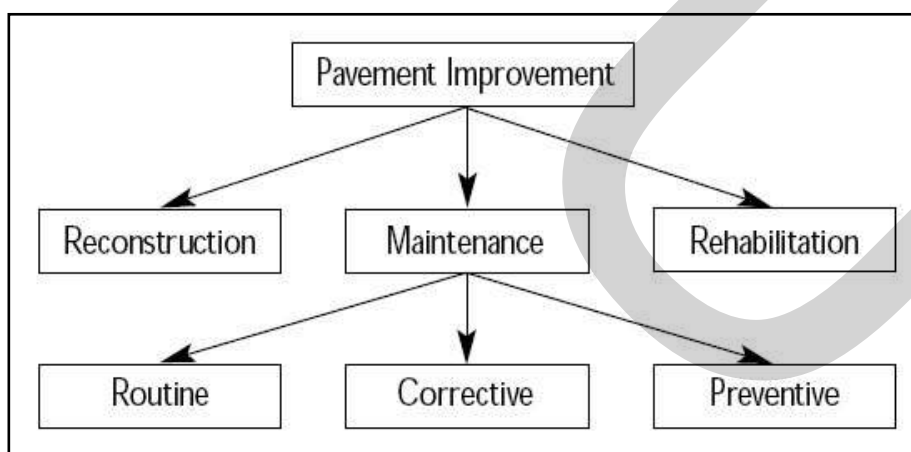 Pavement Improvement
Reconstruction
Maintenance
Rehabilitation
Routine
Corrective
Preventive